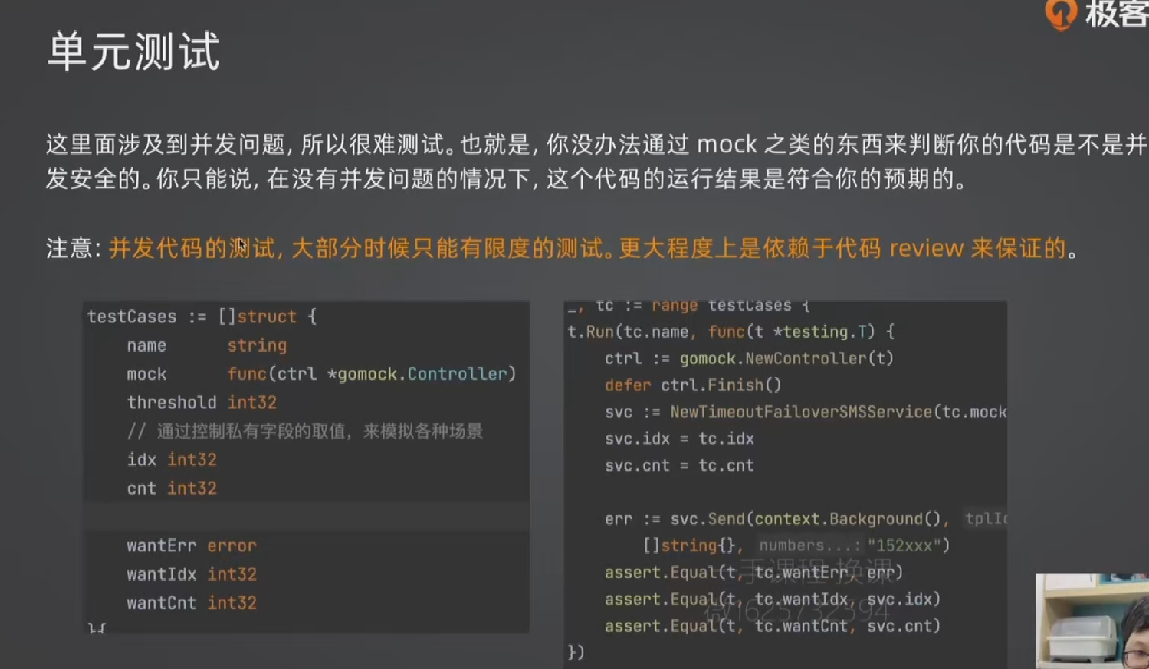 极客
单元测试
这里面涉及到并发问题, 所以很难测试。也就是, 你没办法通过 mock 之类的东西来判断你的代码是不是并
发安全的。你只能说, 在没有并发问题的情况下, 这个代码的运行结果是符合你的预期的。
注意: 并发代码的测试, 大部分时候只能有限度的测试。更大程度上是依赖于代码 review 来保证的。
testCases := []struct {
name string
mock func(ctrl *gomock.Controller)
threshold int32
// 通过控制私有字段的取值，来模拟各种场景
idx int32
cnt int32
wantErr error
wantIdx int32
wantCnt int32
}{
_, tc := range testCases {
t.Run(tc.name, func(t *testing.T) {
ctrl := gomock.NewController(t)
defer ctrl.Finish()
svc := NewTimeoutFailoverSMSService(tc.mock
svc.idx = tc.idx
svc.cnt = tc.cnt
err := svc.Send(context.Background(), tplId
[]string{}, numbers...: "152xxx")
assert.Equal(t, tc.wantErr, err)
assert.Equal(t, tc.wantIdx, svc.idx)
assert.Equal(t, tc.wantCnt, svc.cnt)
})